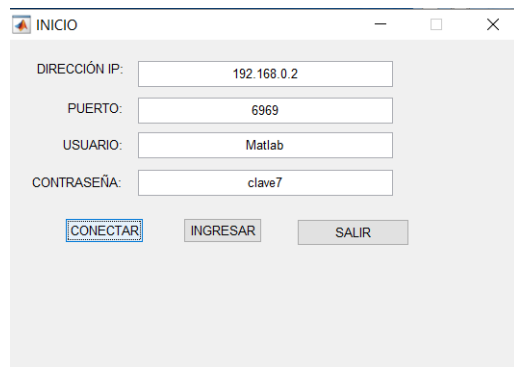 INICIO
DIRECCIÓN IP: 192.168.0.2
PUERTO: 6969
USUARIO: Matlab
CONTRASEÑA: clave7
CONECTAR INGRESAR SALIR